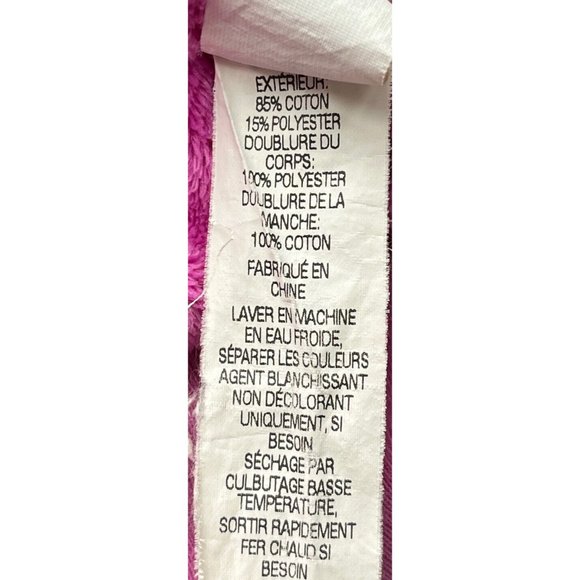 EXTÉRIEUR:
85% COTON
15% POLYESTER
DOUBLURE DU
CORPS:
100% POLYESTER
DOUBLURE DE LA
MANCHE:
100% COTON
FABRIQUÉ EN
CHINE
LAVER EN MACHINE
EN EAU FROIDE,
SÉPARER LES COULEURS
AGENT BLANCHISSANT
NON DÉCOLORANT
UNIQUEMENT, SI
BESOIN
SÉCHAGE PAR
CULBUTAGE BASSE
TEMPÉRATURE,
SORTIR RAPIDEMENT
FER CHAUD SI
BESOIN